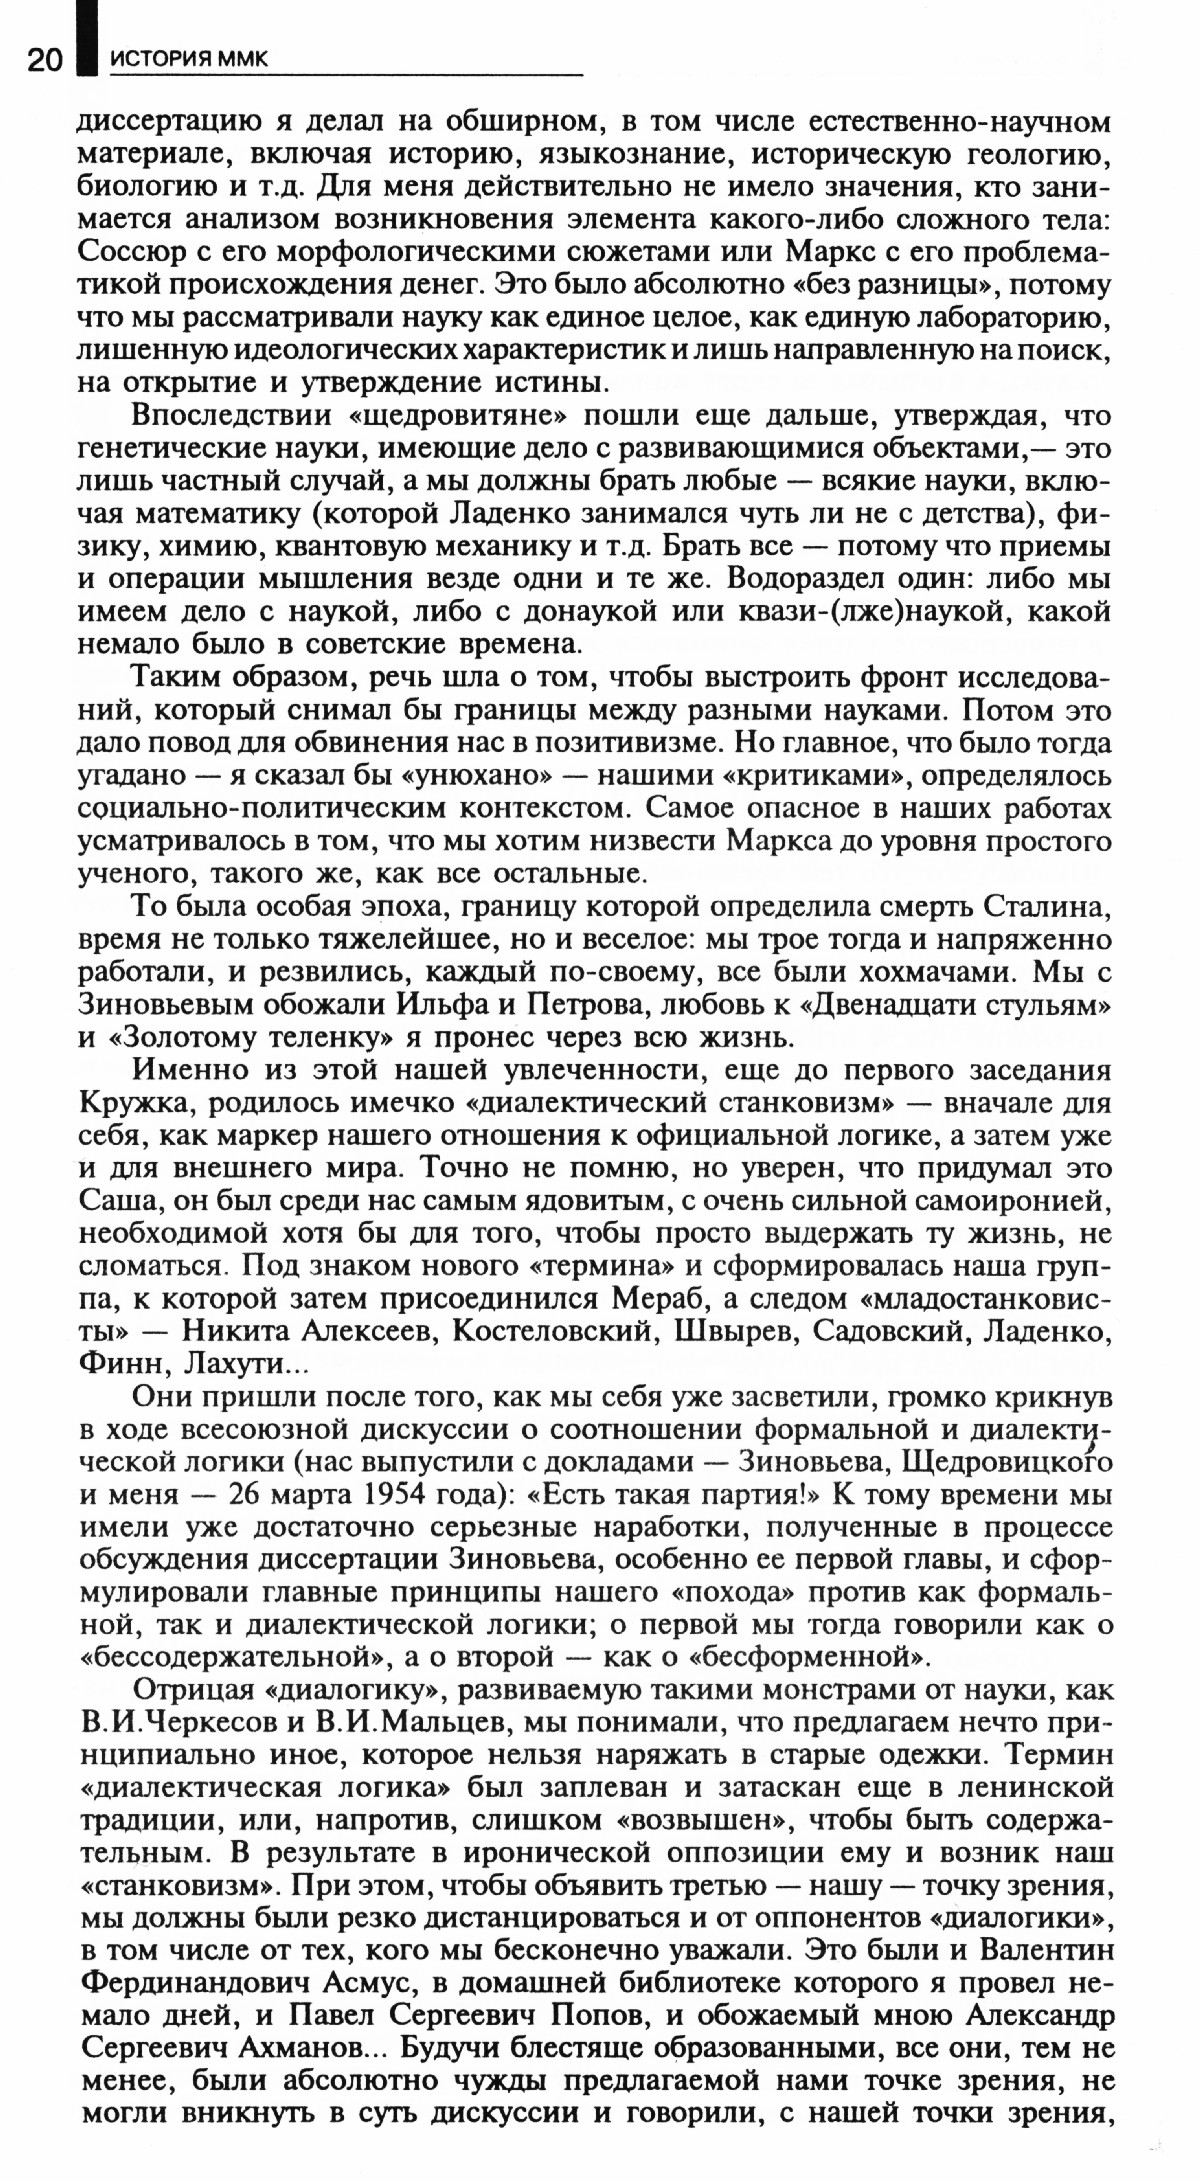 20 ИСТОРИЯ ММК
диссертацию я делал на обширном, в том числе естественно-научном
материале, включая историю, языкознание, историческую геологию,
биологию и т.д. Для меня действительно не имело значения, кто зани-
мается анализом возникновения элемента какого-либо сложного тела:
Соссюр с его морфологическими сюжетами или Маркс с его проблема-
тикой происхождения денег. Это было абсолютно «без разницы», потому
что мы рассматривали науку как единое целое, как единую лабораторию,
лишенную идеологических характеристик и лишь направленную на поиск,
на открытие и утверждение истины.
Впоследствии «щедровитяне» пошли еще дальше, утверждая, что
генетические науки, имеющие дело с развивающимися объектами,— это
лишь частный случай, а мы должны брать любые — всякие науки, вклю-
чая математику (которой Ладенко занимался чуть ли не с детства), фи-
зику, химию, квантовую механику и т.д. Брать все — потому что приемы
и операции мышления везде одни и те же. Водораздел один: либо мы
имеем дело с наукой, либо с донаукой или квази-(лже)наукой, какой
немало было в советские времена.
Таким образом, речь шла о том, чтобы выстроить фронт исследова-
ний, который снимал бы границы между разными науками. Потом это
дало повод для обвинения нас в позитивизме. Но главное, что было тогда
угадано — я сказал бы «унюхано» — нашими «критиками», определялось
социально-политическим контекстом. Самое опасное в наших работах
усматривалось в том, что мы хотим низвести Маркса до уровня простого
ученого, такого же, как все остальные.
То была особая эпоха, границу которой определила смерть Сталина,
время не только тяжелейшее, но и веселое: мы трое тогда и напряженно
работали, и резвились, каждый по-своему, все были хохмачами. Мы с
Зиновьевым обожали Ильфа и Петрова, любовь к «Двенадцати стульям»
и «Золотому теленку» я пронес через всю жизнь.
Именно из этой нашей увлеченности, еще до первого заседания
Кружка, родилось имечко «диалектический станковизм» — вначале для
себя, как маркер нашего отношения к официальной логике, а затем уже
и для внешнего мира. Точно не помню, но уверен, что придумал это
Саша, он был среди нас самым ядовитым, с очень сильной самоиронией,
необходимой хотя бы для того, чтобы просто выдержать ту жизнь, не
сломаться. Под знаком нового «термина» и сформировалась наша груп-
па, к которой затем присоединился Мераб, а следом «младостанковис-
ты» — Никита Алексеев, Костеловский, Швырев, Садовский, Ладенко,
Финн, Лахути...
Они пришли после того, как мы себя уже засветили, громко крикнув
в ходе всесоюзной дискуссии о соотношении формальной и диалекти-
ческой логики (нас выпустили с докладами — Зиновьева, Щедровицкого
и меня — 26 марта 1954 года): «Есть такая партия!» К тому времени мы
имели уже достаточно серьезные наработки, полученные в процессе
обсуждения диссертации Зиновьева, особенно ее первой главы, и сфор-
мулировали главные принципы нашего «похода» против как формаль-
ной, так и диалектической логики; о первой мы тогда говорили как о
«бессодержательной», а о второй — как о «бесформенной».
Отрицая «диалогику», развиваемую такими монстрами от науки, как
В.И.Черкесов и В.И.Мальцев, мы понимали, что предлагаем нечто при-
нципиально иное, которое нельзя наряжать в старые одежки. Термин
«диалектическая логика» был заплеван и затаскан еще в ленинской
традиции, или, напротив, слишком «возвышен», чтобы быть содержа-
тельным. В результате в иронической оппозиции ему и возник наш
«станковизм». При этом, чтобы объявить третью — нашу — точку зрения,
мы должны были резко дистанцироваться и от оппонентов «диалогики»,
в том числе от тех, кого мы бесконечно уважали. Это были и Валентин
Фердинандович Асмус, в домашней библиотеке которого я провел не-
мало дней, и Павел Сергеевич Попов, и обожаемый мною Александр
Сергеевич Ахманов... Будучи блестяще образованными, все они, тем не
менее, были абсолютно чужды предлагаемой нами точке зрения, не
могли вникнуть в суть дискуссии и говорили, с нашей точки зрения,